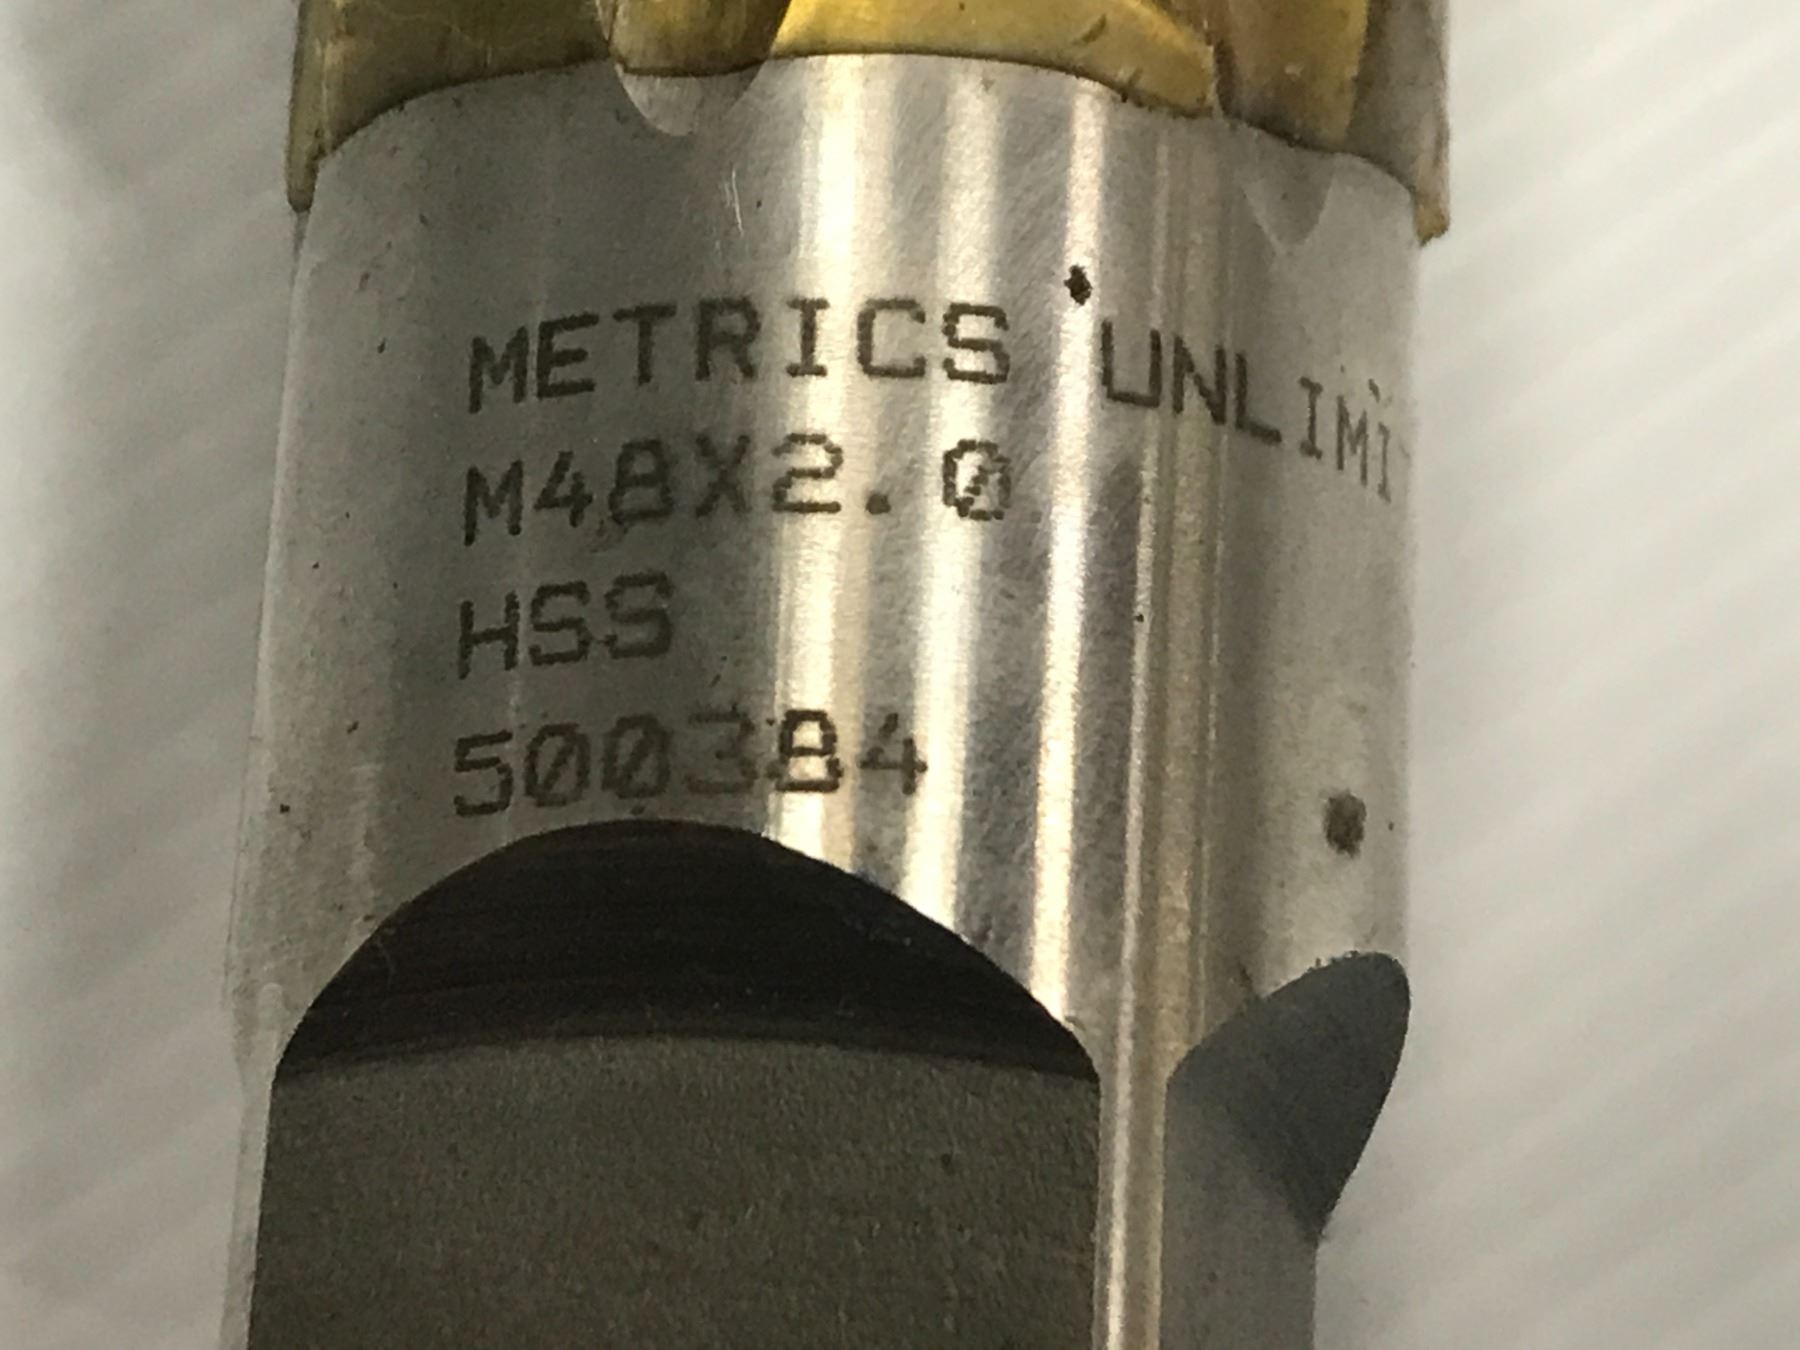 METRICS UNLIMI
M48X2.0
HSS
500384